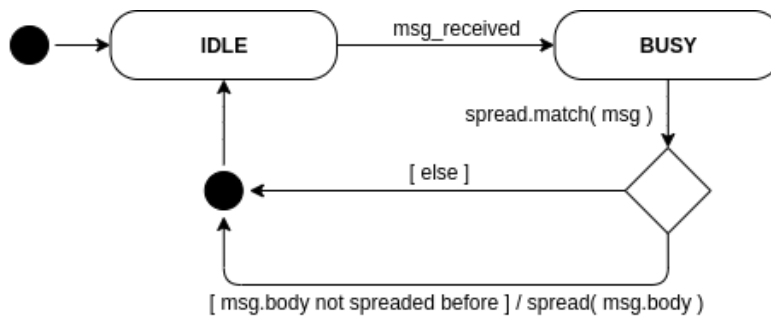 msg_received
IDLE
BUSY
spread.match( msg )
[ else ]
[ msg.body not spreaded before ] / spread( msg.body )